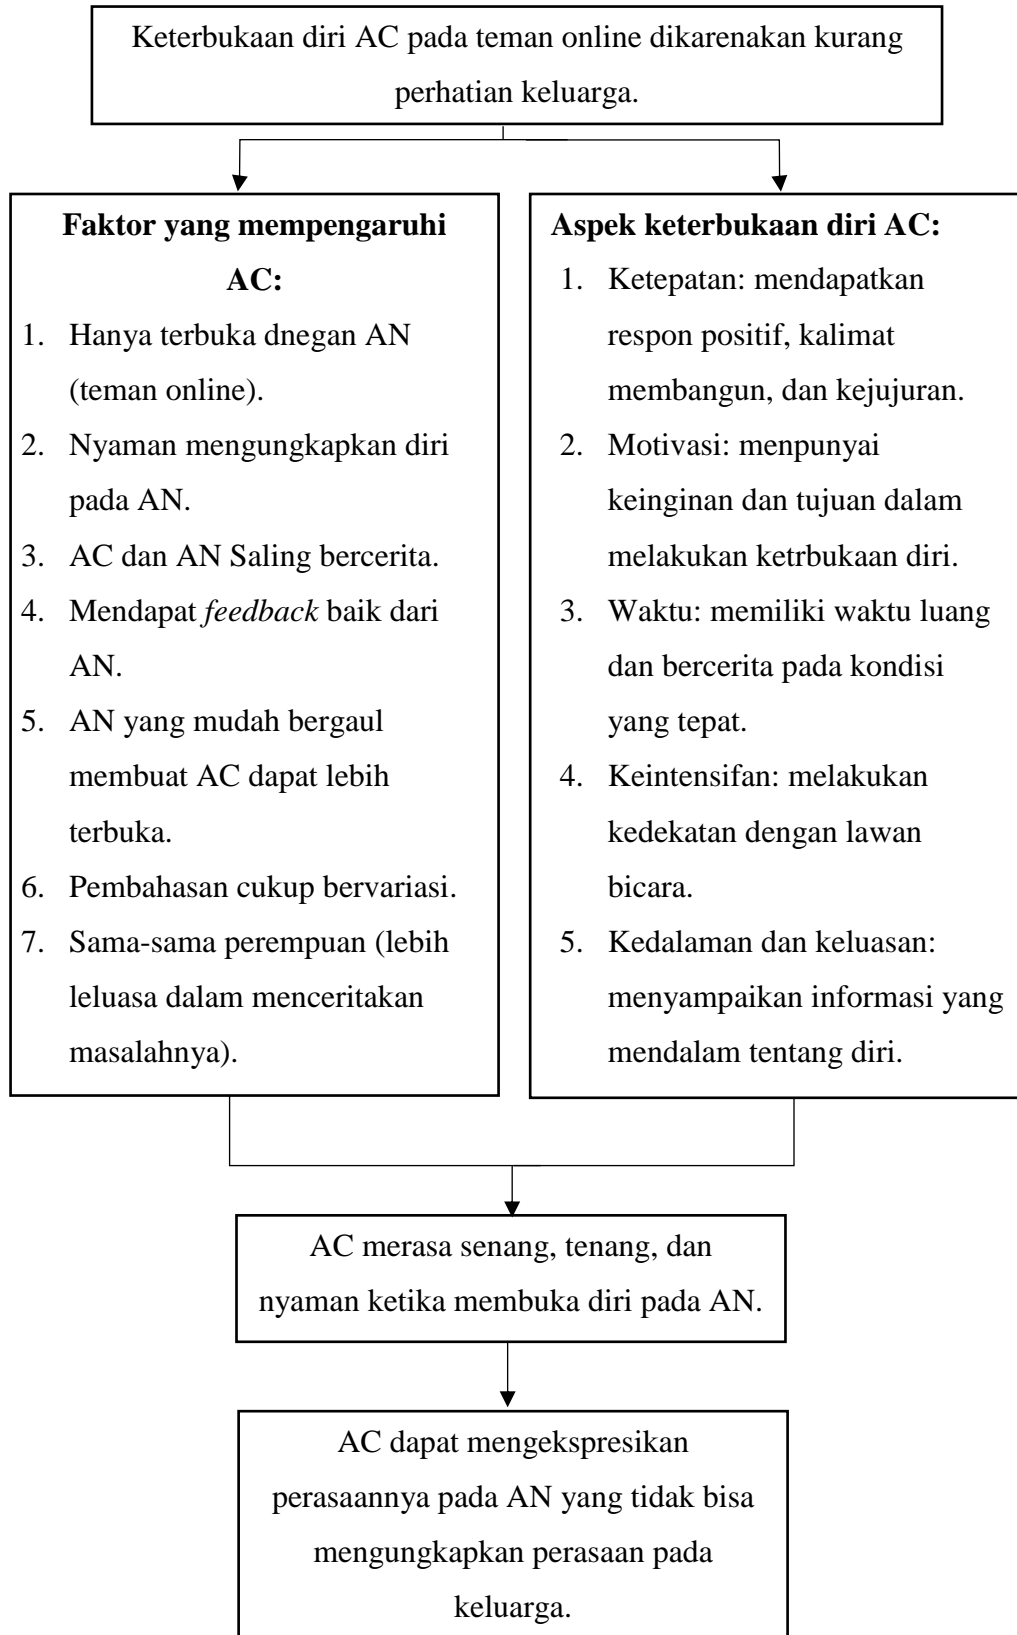 Keterbukaan diri AC pada teman online dikarenakan kurang
perhatian keluarga.
Faktor yang mempengaruhi
AC:
1. Hanya terbuka dnegan AN
(teman online).
2. Nyaman mengungkapkan diri
pada AN.
3. AC dan AN Saling bercerita.
4. Mendapat feedback baik dari
AN.
5. AN yang mudah bergaul
membuat AC dapat lebih
terbuka.
6. Pembahasan cukup bervariasi.
7. Sama-sama perempuan (lebih
leluasa dalam menceritakan
masalahnya).
Aspek keterbukaan diri AC:
1. Ketepatan: mendapatkan
respon positif, kalimat
membangun, dan kejujuran.
2. Motivasi: menpunyai
keinginan dan tujuan dalam
melakukan ketrbukaan diri.
3. Waktu: memiliki waktu luang
dan bercerita pada kondisi
yang tepat.
4. Keintensifan: melakukan
kedekatan dengan lawan
bicara.
5. Kedalaman dan keluasan:
menyampaikan informasi yang
mendalam tentang diri.
AC merasa senang, tenang, dan
nyaman ketika membuka diri pada AN.
AC dapat mengekspresikan
perasaannya pada AN yang tidak bisa
mengungkapkan perasaan pada
keluarga.